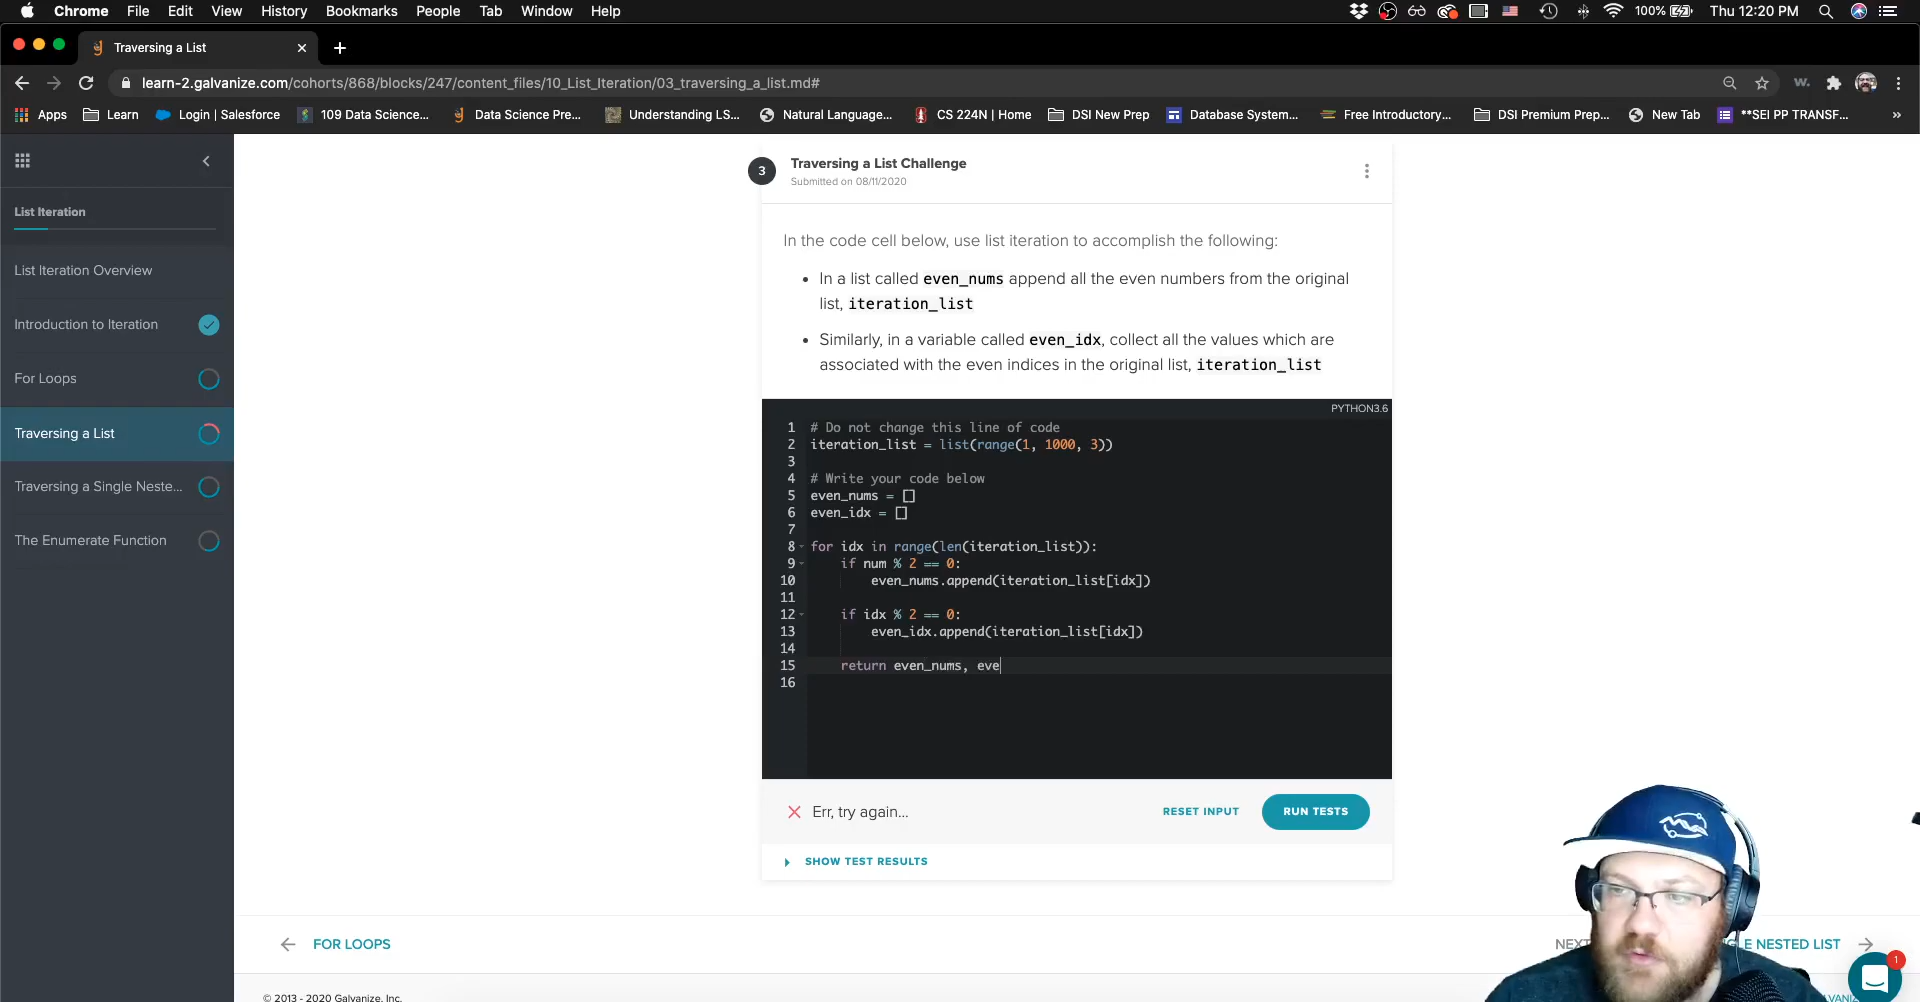 Chrome File Edit View History Bookmarks People Tab Window Help
100% Thu 12:20 PM
Traversing a List
learn-2.galvanize.com/cohorts/868/blocks/247/content_files/10_List_Iteration/03_traversing_a_list.md#
w.
Apps Learn Login | Salesforce 109 Data Science... Data Science Pre... Understanding LS... Natural Language... CS 224N | Home DSI New Prep Database System... Free Introductory... DSI Premium Prep... New Tab **SEI PP TRANSF... »
List Iteration
List Iteration Overview
Introduction to Iteration
For Loops
Traversing a List
Traversing a Single Neste...
The Enumerate Function
3
Traversing a List Challenge
Submitted on 08/11/2020
In the code cell below, use list iteration to accomplish the following:
• In a list called even_nums append all the even numbers from the original
list, iteration_list
• Similarly, in a variable called even_idx, collect all the values which are
associated with the even indices in the original list, iteration_list
PYTHON3.6
1 # Do not change this line of code
2 iteration_list = list(range(1, 1000, 3))
3
4 # Write your code below
5 even_nums = []
6 even_idx = []
7
8 for idx in range(len(iteration_list)):
9 if num % 2 == 0:
10 even_nums.append(iteration_list[idx])
11
12 if idx % 2 == 0:
13 even_idx.append(iteration_list[idx])
14
15 return even_nums, eve
16
Err, try again...
RESET INPUT
RUN TESTS
SHOW TEST RESULTS
FOR LOOPS
NEXT
GLE NESTED LIST
1
© 2013 - 2020 Galvanize, Inc.